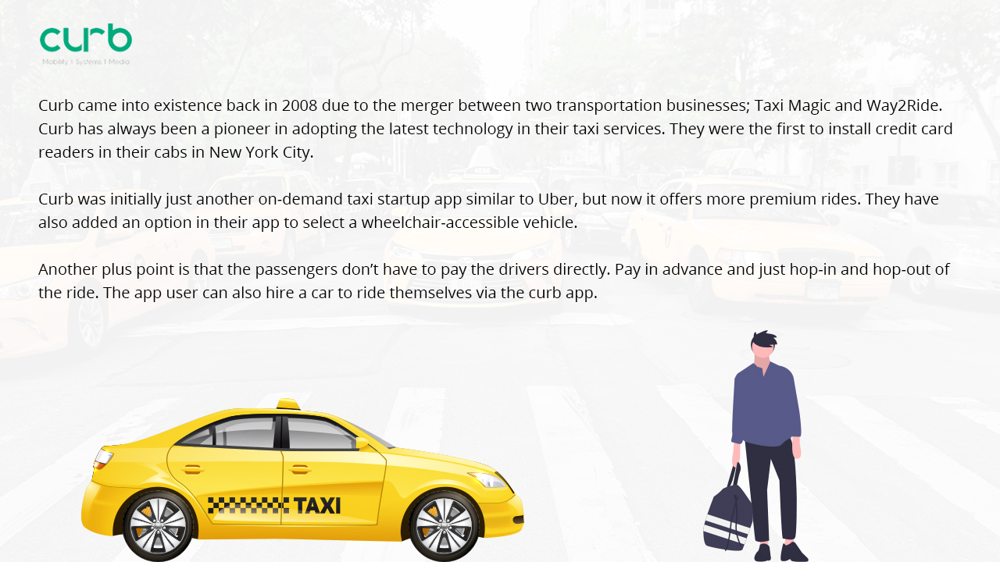 curb
Mobility | Systems | Media
Curb came into existence back in 2008 due to the merger between two transportation businesses; Taxi Magic and Way2Ride.
Curb has always been a pioneer in adopting the latest technology in their taxi services. They were the first to install credit card
readers in their cabs in New York City.
Curb was initially just another on-demand taxi startup app similar to Uber, but now it offers more premium rides. They have
also added an option in their app to select a wheelchair-accessible vehicle.
Another plus point is that the passengers don’t have to pay the drivers directly. Pay in advance and just hop-in and hop-out of
the ride. The app user can also hire a car to ride themselves via the curb app.
TAXI